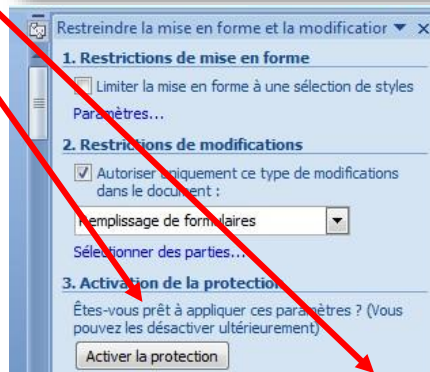 Restreindre la mise en forme et la modification
1. Restrictions de mise en forme
Limiter la mise en forme à une sélection de styles
Paramètres...
2. Restrictions de modifications
Autoriser uniquement ce type de modifications
dans le document :
Remplissage de formulaires
Sélectionner des parties...
3. Activation de la protection
Êtes-vous prêt à appliquer ces paramètres ? (Vous
pouvez les désactiver ultérieurement)
Activer la protection